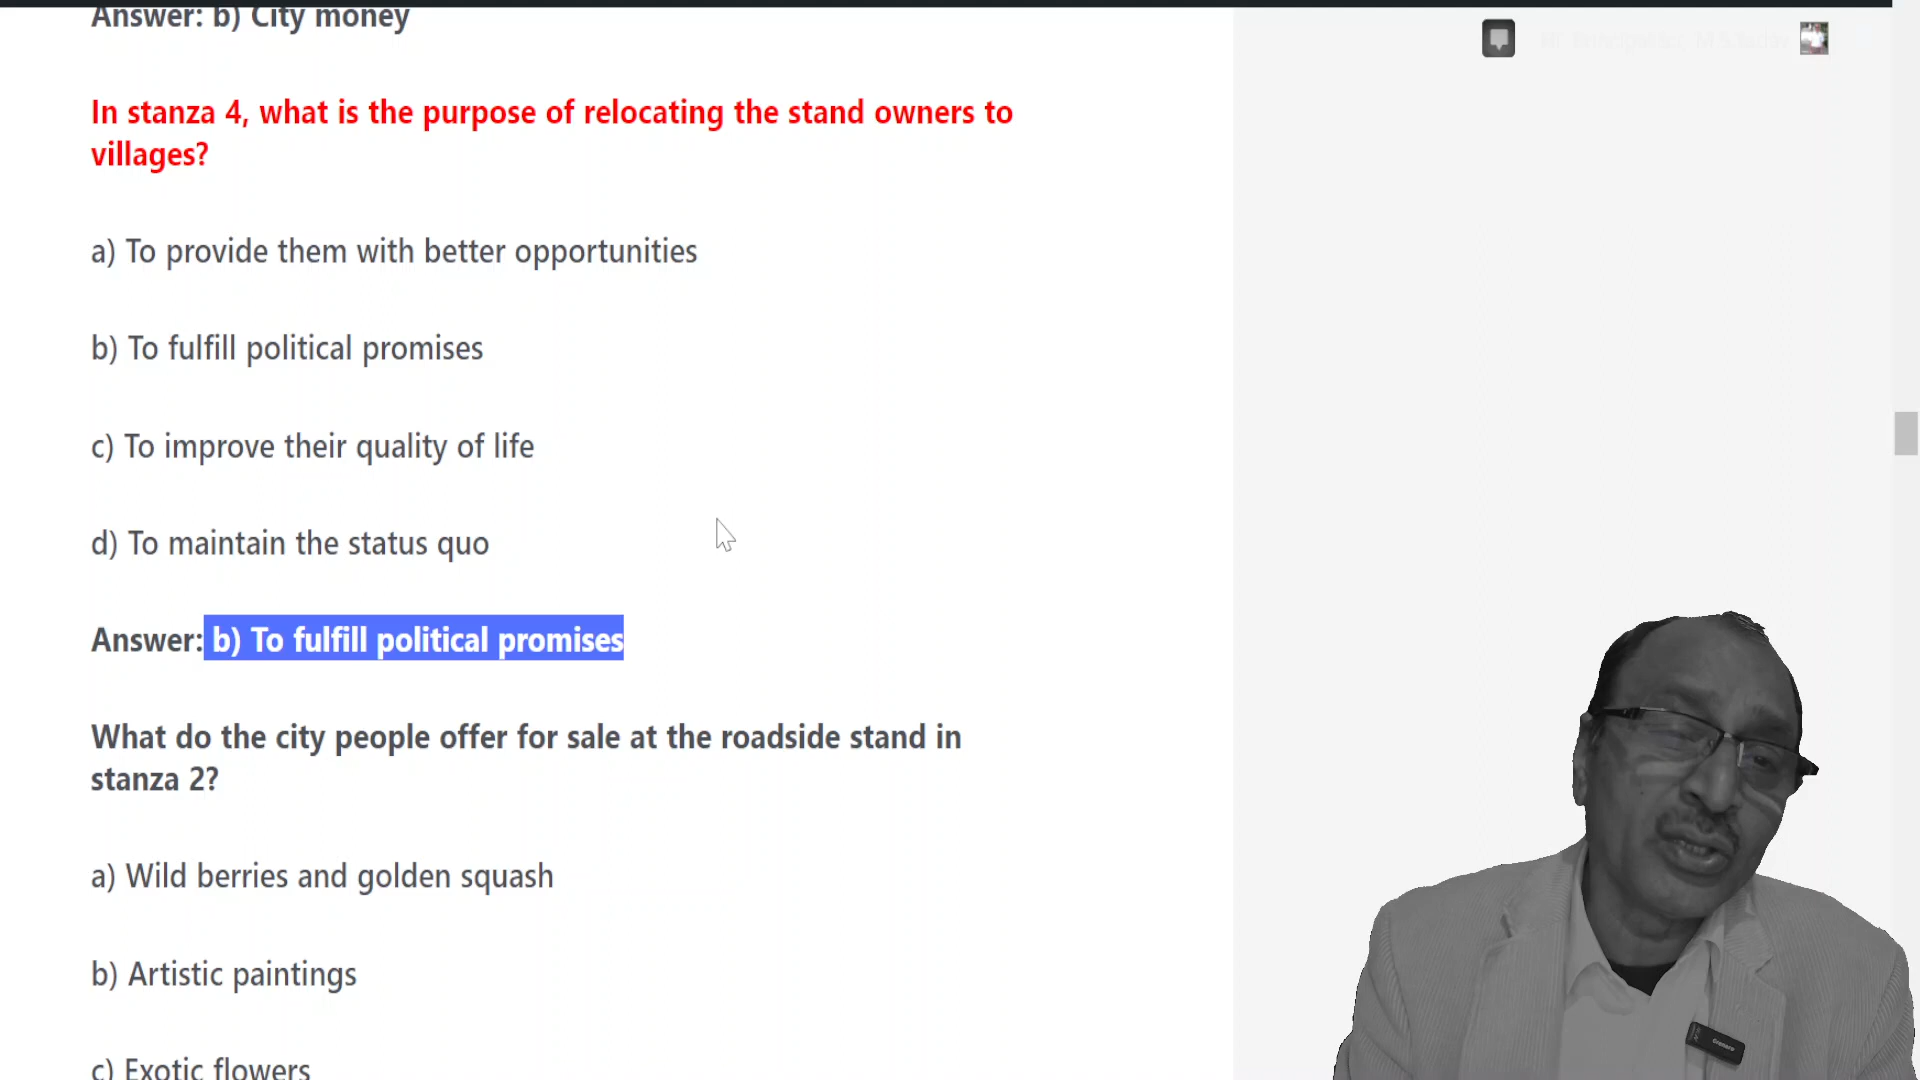 Answer: b) City money
In stanza 4, what is the purpose of relocating the stand owners to
villages?
a) To provide them with better opportunities
b) To fulfill political promises
c) To improve their quality of life
d) To maintain the status quo
Answer: b) To fulfill political promises
What do the city people offer for sale at the roadside stand in
stanza 2?
a) Wild berries and golden squash
b) Artistic paintings
c) Exotic flowers